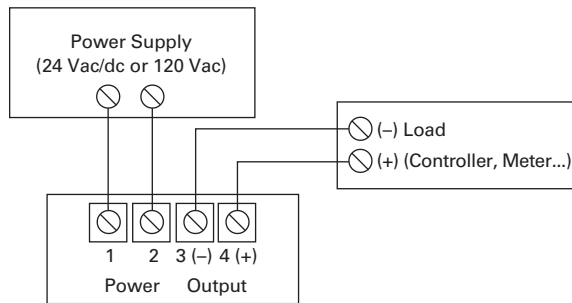 Power Supply
(24 Vac/dc or 120 Vac)
(–) Load
(+) (Controller, Meter...)
1 2 3 (–) 4 (+)
Power Output